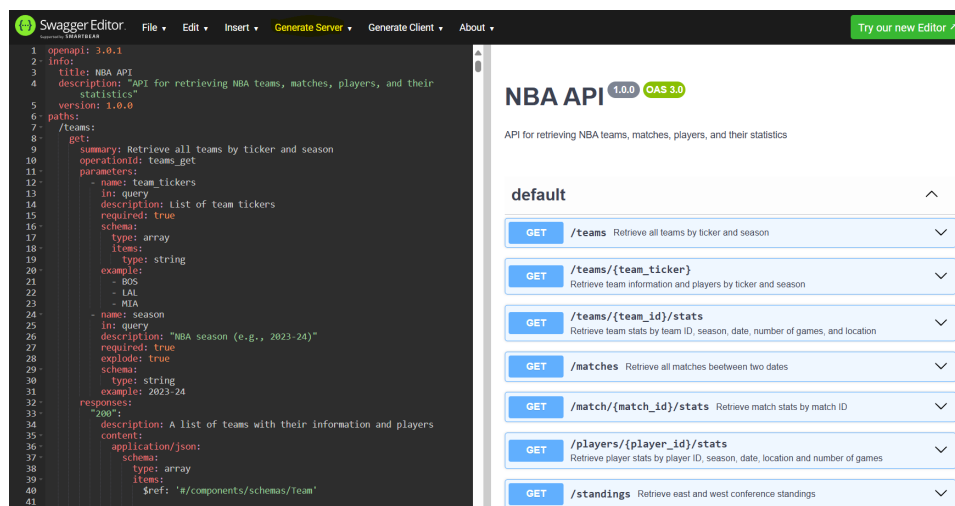 Swagger Editor.
Supported by SMARTBEAR
File Edit Insert Generate Server Generate Client About
Try our new Editor
1 openapi: 3.0.1
2 info:
3 title: NBA API
4 description: "API for retrieving NBA teams, matches, players, and their
statistics"
5 version: 1.0.0
6 paths:
7 /teams:
8 get:
9 summary: Retrieve all teams by ticker and season
10 operationId: teams_get
11 parameters:
12 - name: team_tickers
13 in: query
14 description: List of team tickers
15 required: true
16 schema:
17 type: array
18 items:
19 type: string
20 example:
21 - BOS
22 - LAL
23 - MIA
24 - name: season
25 in: query
26 description: "NBA season (e.g., 2023-24)"
27 required: true
28 explode: true
29 schema:
30 type: string
31 example: 2023-24
32 responses:
33 "200":
34 description: A list of teams with their information and players
35 content:
36 application/json:
37 schema:
38 type: array
39 items:
40 $ref: '#/components/schemas/Team'
41
NBA API 1.0.0 OAS 3.0
API for retrieving NBA teams, matches, players, and their statistics
default
GET /teams Retrieve all teams by ticker and season
GET /teams/{team_ticker}
Retrieve team information and players by ticker and season
GET /teams/{team_id}/stats
Retrieve team stats by team ID, season, date, number of games, and location
GET /matches Retrieve all matches beetween two dates
GET /match/{match_id}/stats Retrieve match stats by match ID
GET /players/{player_id}/stats
Retrieve player stats by player ID, season, date, location and number of games
GET /standings Retrieve east and west conference standings